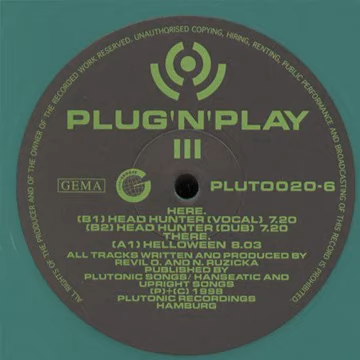 ALL RIGHTS OF THE PRODUCER AND OF THE OWNER OF THE RECORDED WORK RESERVED. UNAUTHORISED COPYING, HIRING, RENTING, PUBLIC PERFORMANCE AND BROADCASTING OF THIS RECORD PROHIBITED.
PLUG'N'PLAY
III
GEMA
PLUT0020-6
HERE.
(B1) HEAD HUNTER (VOCAL) 7.20
(B2) HEAD HUNTER (DUB) 7.20
THERE.
(A1) HELLOWEEN 8.03
ALL TRACKS WRITTEN AND PRODUCED BY
REVIL O. AND N. RUZICKA
PUBLISHED BY
PLUTONIC SONGS/ HANSEATIC AND
UPRIGHT SONGS
(P)+(C) 1998
PLUTONIC RECORDINGS
HAMBURG